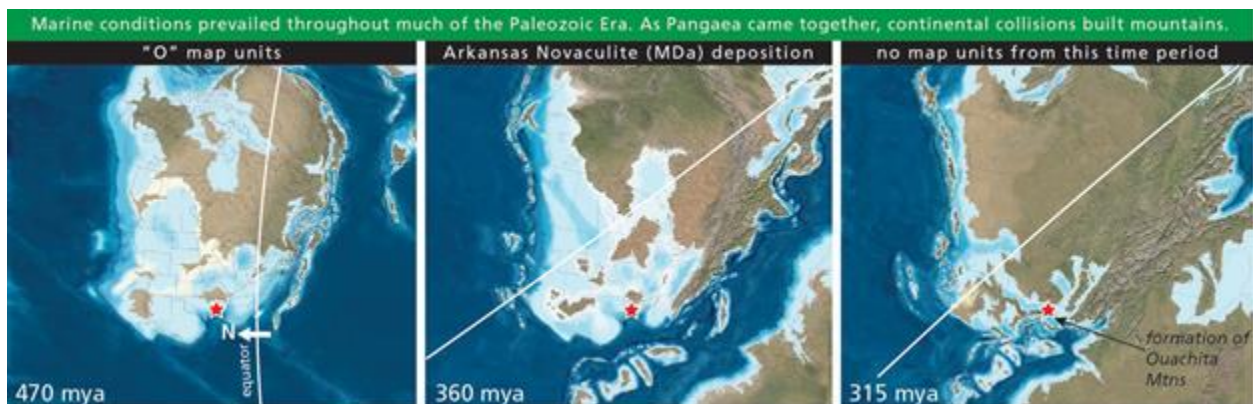 Marine conditions prevailed throughout much of the Paleozoic Era. As Pangaea came together, continental collisions built mountains.
"O" map units
Arkansas Novaculite (MDa) deposition
no map units from this time period
N
equator
470 mya
360 mya
formation of
Ouachita
Mtns
315 mya